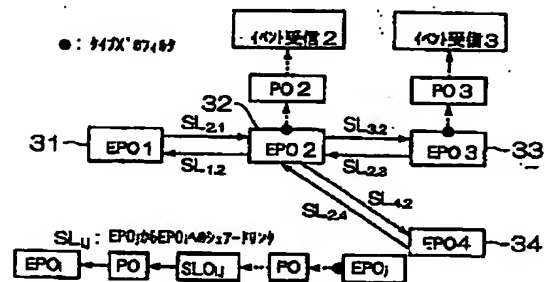 イベント受信2
イベント受信3
●: タイプX'のフィルタ
PO2
PO3
32
31
EPO1
SL2.1
SL1.2
EPO2
SL3.2
SL2.3
EPO3
33
SL4.2
SL2.4
EPO4
34
SLij: EPOjからEPOiへのシェアードリンク
EPOi
PO
SLOij
PO
EPOj